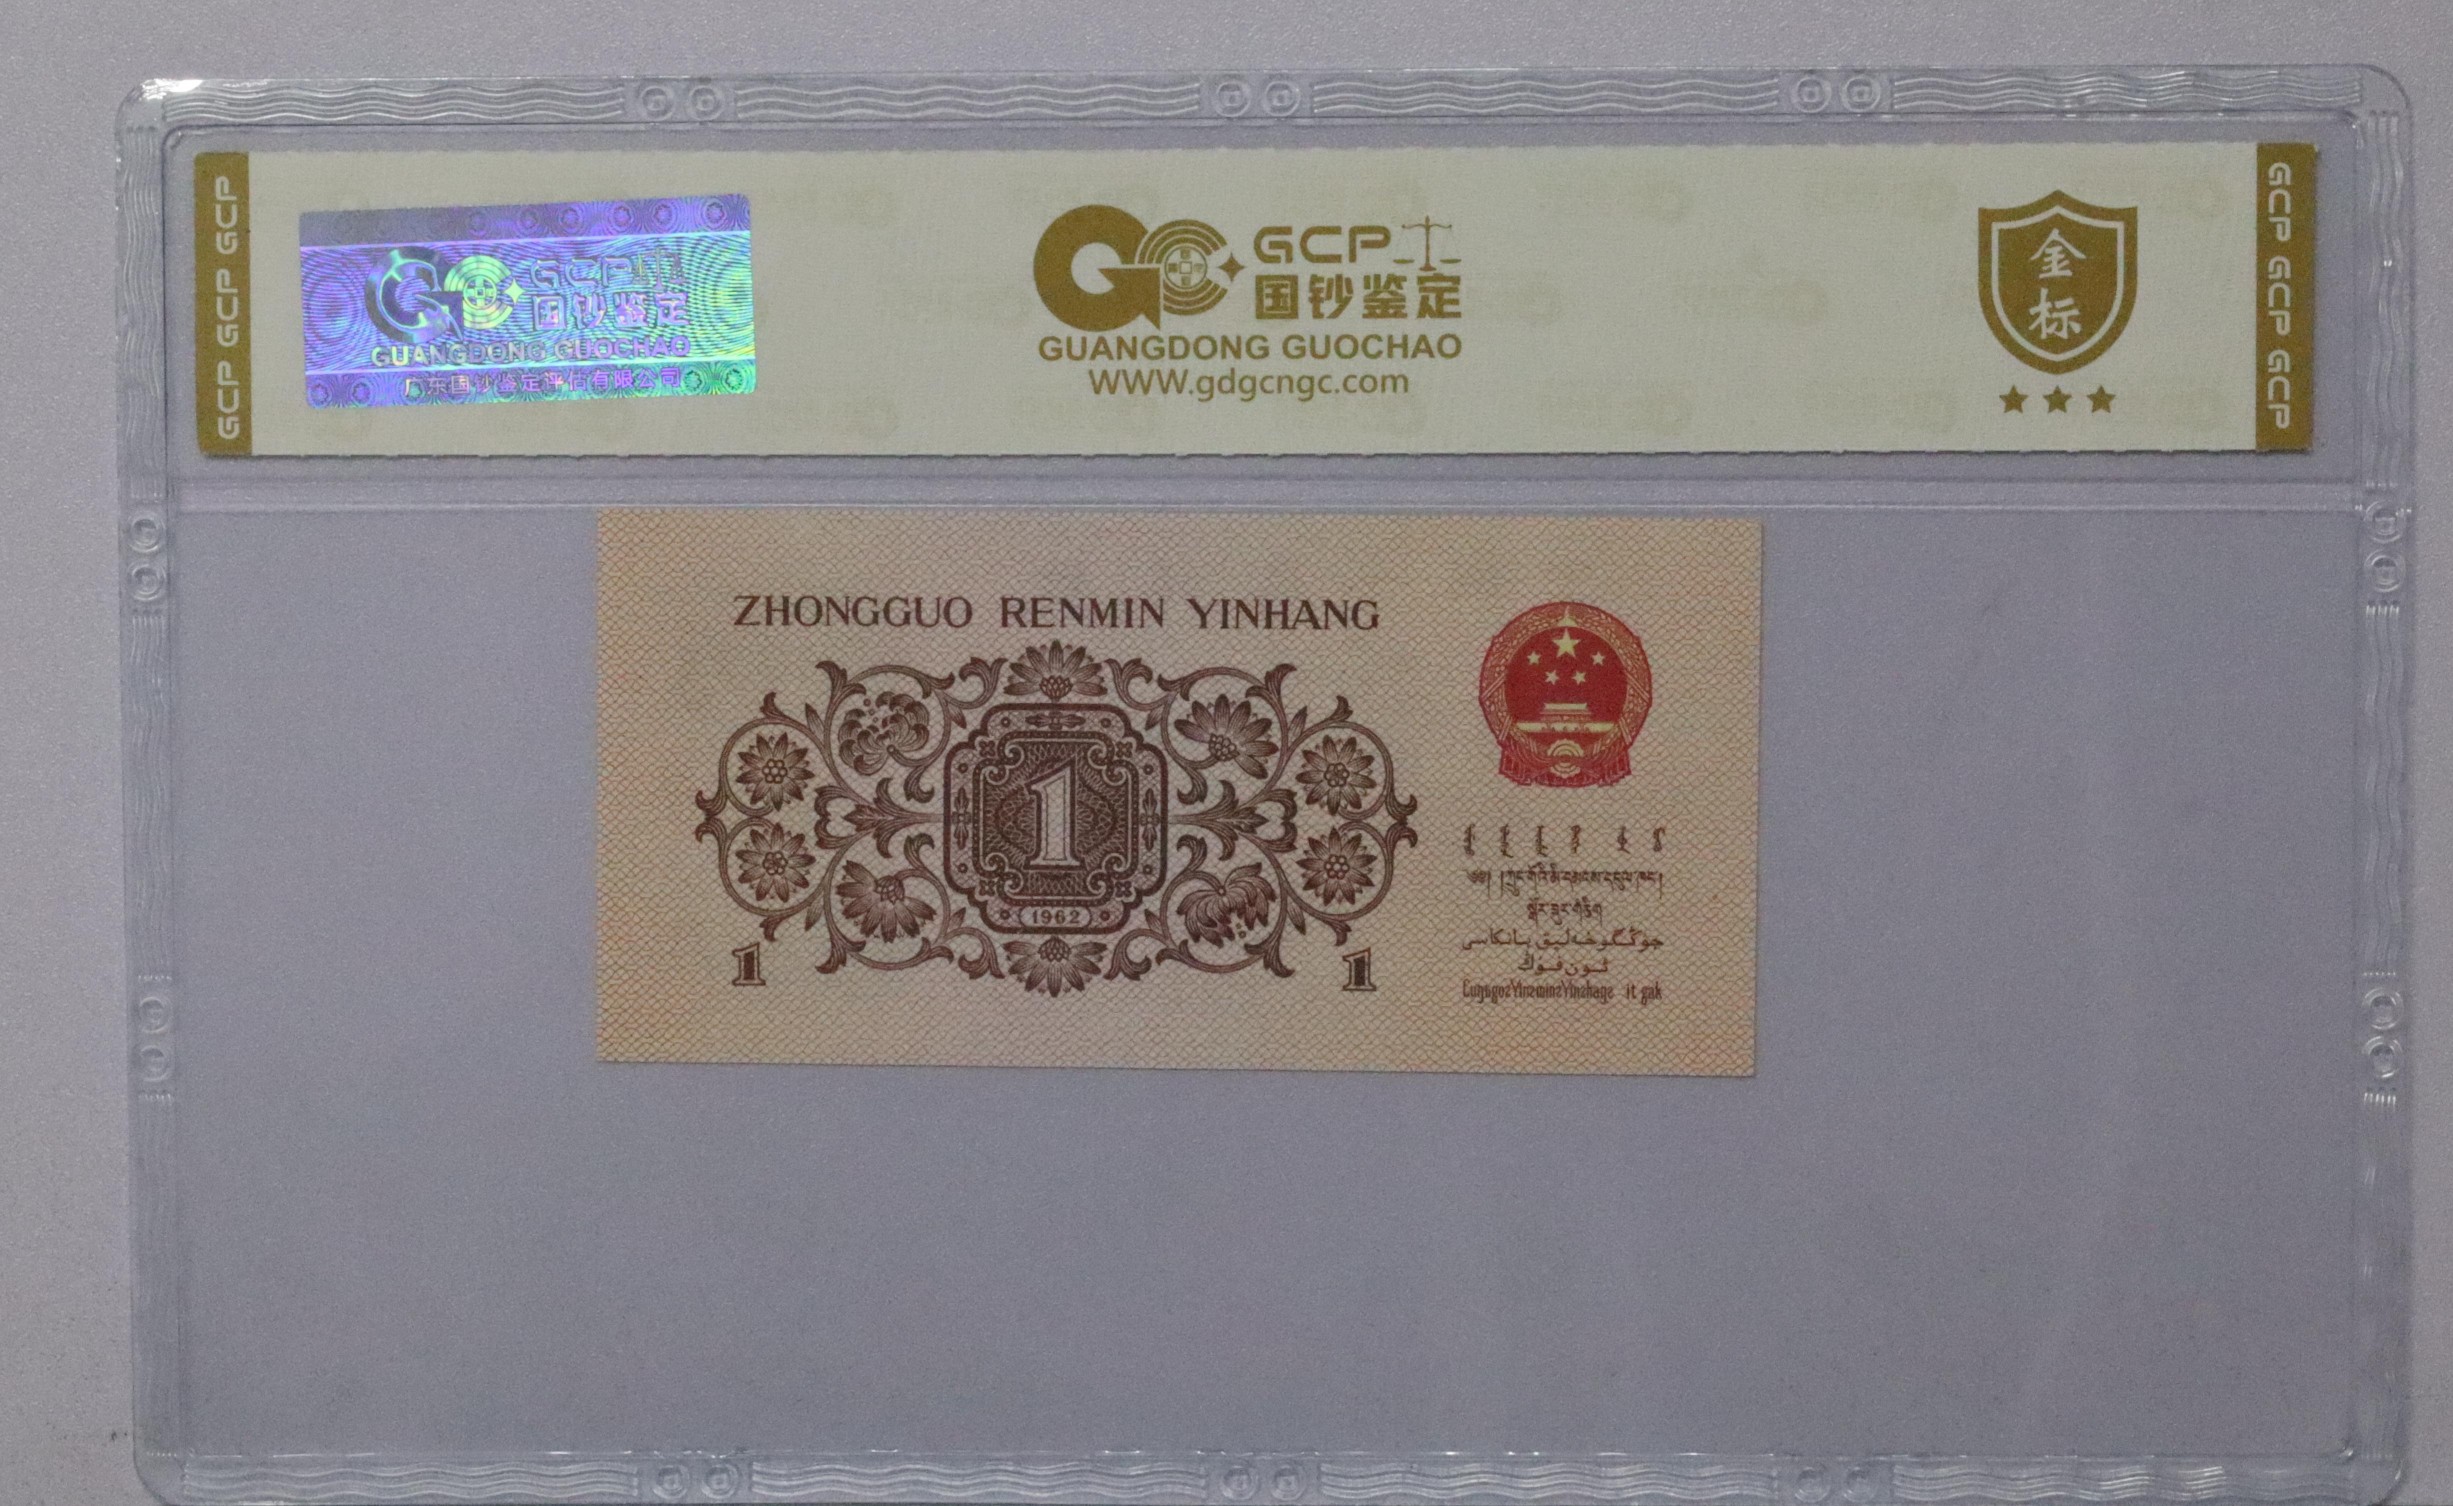 GCP GCP GCP
GCP
国钞鉴定
GUANGDONG GUOCHAO
广东国钞鉴定评估有限公司
GCP
国钞鉴定
GUANGDONG GUOCHAO
WWW.gdgcngc.com
金
标
GCP GCP GCP
ZHONGGUO RENMIN YINHANG
1
1962
1
1
جۇڭگوخەلىق بانكاسى